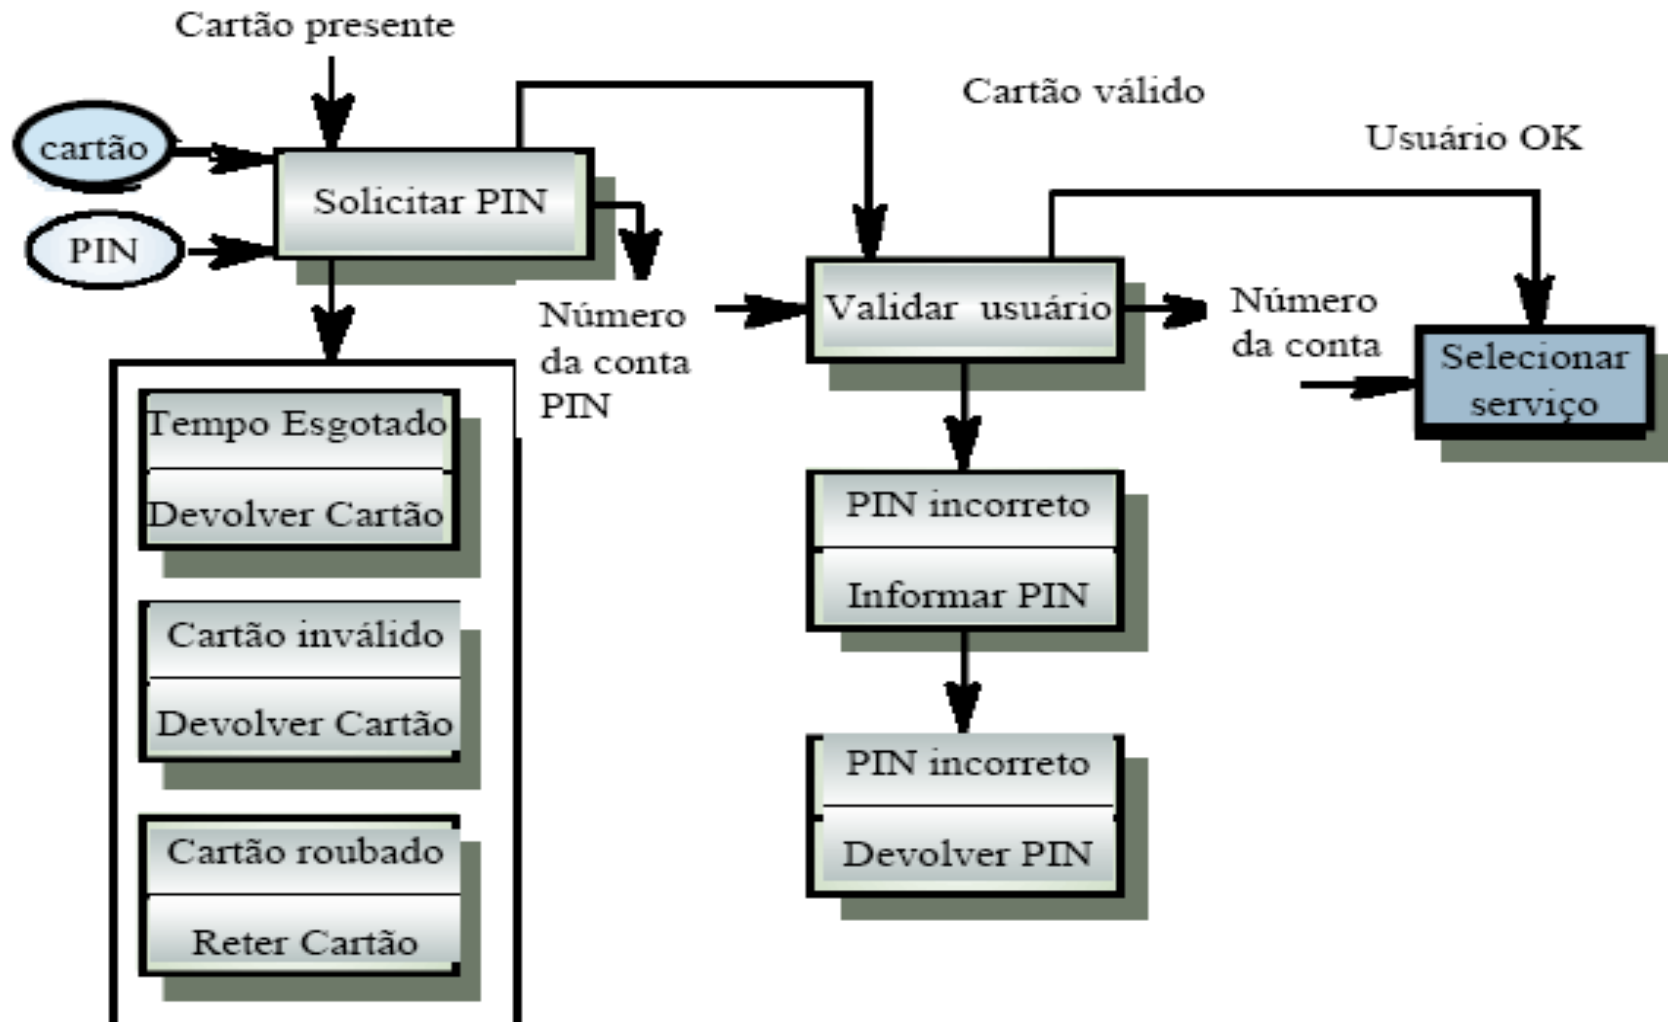 Cartão presente
Cartão válido
Usuário OK
cartão
Solicitar PIN
PIN
Número
da conta
PIN
Validar usuário
Número
da conta
Selecionar
serviço
Tempo Esgotado
Devolver Cartão
Cartão inválido
Devolver Cartão
Cartão roubado
Reter Cartão
PIN incorreto
Informar PIN
PIN incorreto
Devolver PIN